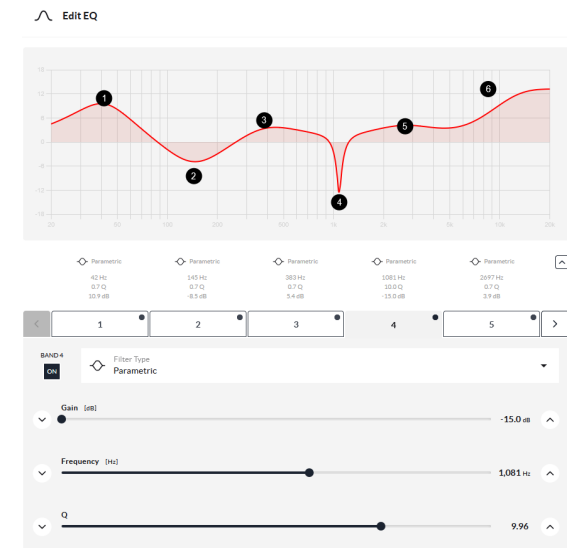 Edit EQ
18
12
6
0
-6
-12
-18
1
2
3
4
5
6
20 50 100 200 500 1k 2k 5k 10k 20k
Parametric Parametric Parametric Parametric Parametric
42 Hz 145 Hz 383 Hz 1081 Hz 2697 Hz
0.7 Q 0.7 Q 0.7 Q 10.0 Q 0.7 Q
10.9 dB -8.5 dB 5.4 dB -15.0 dB 3.9 dB
1 2 3 4 5
BAND 4
ON
Filter Type
Parametric
Gain [dB]
-15.0 dB
Frequency [Hz]
1,081 Hz
Q
9.96